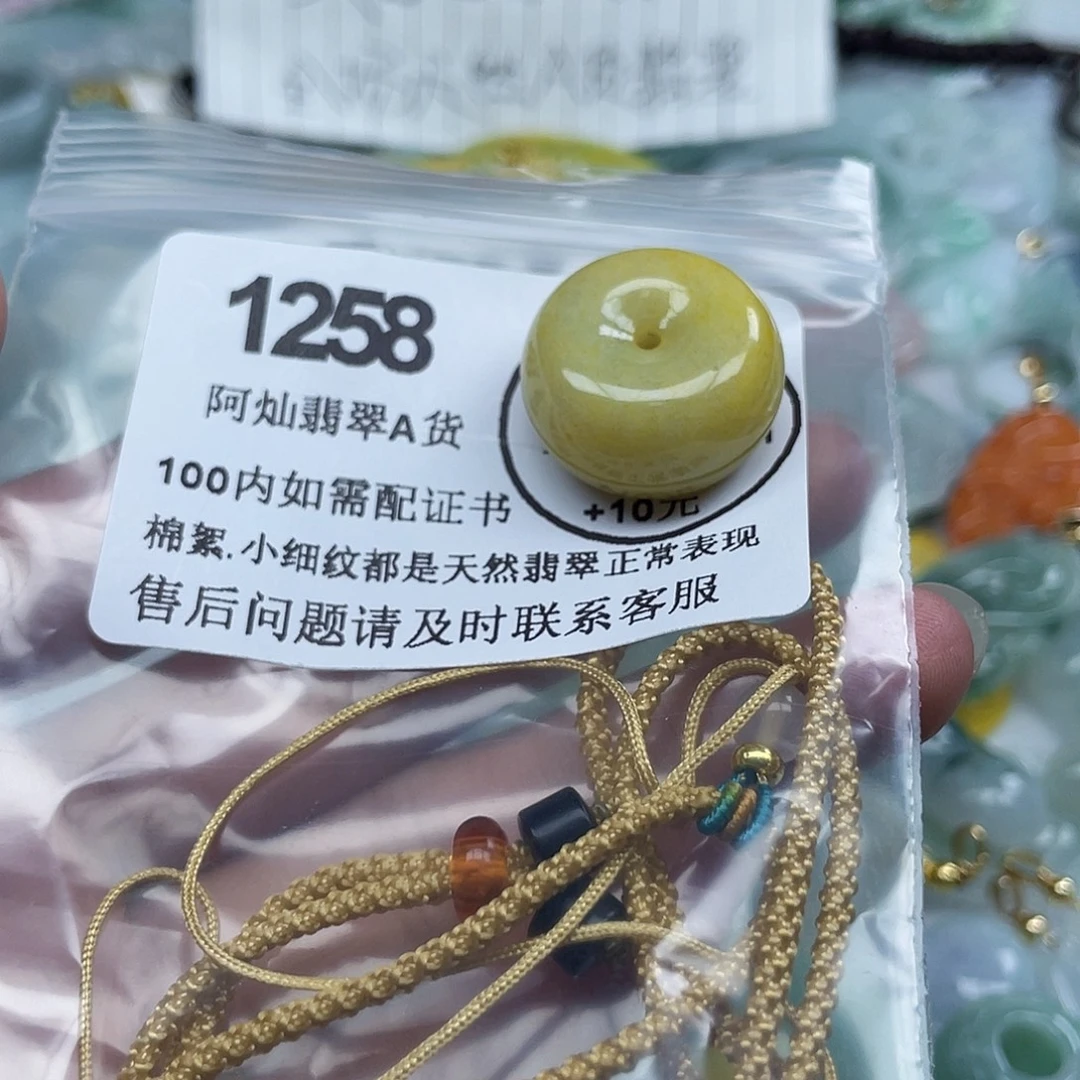 1258
阿灿翡翠A货
100内如需配证书
+10元
棉絮.小细纹都是天然翡翠正常表现
售后问题请及时联系客服